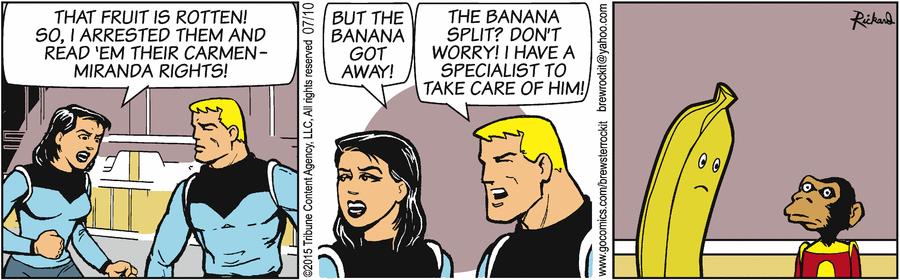 THAT FRUIT IS ROTTEN!
SO, I ARRESTED THEM AND
READ 'EM THEIR CARMEN-
MIRANDA RIGHTS!
©2015 Tribune Content Agency, LLC. All rights reserved 07/10
BUT THE
BANANA
GOT
AWAY!
THE BANANA
SPLIT? DON'T
WORRY! I HAVE A
SPECIALIST TO
TAKE CARE OF HIM!
www.gocomics.com/brewsterrockit brewrockit@yahoo.com
Rickard